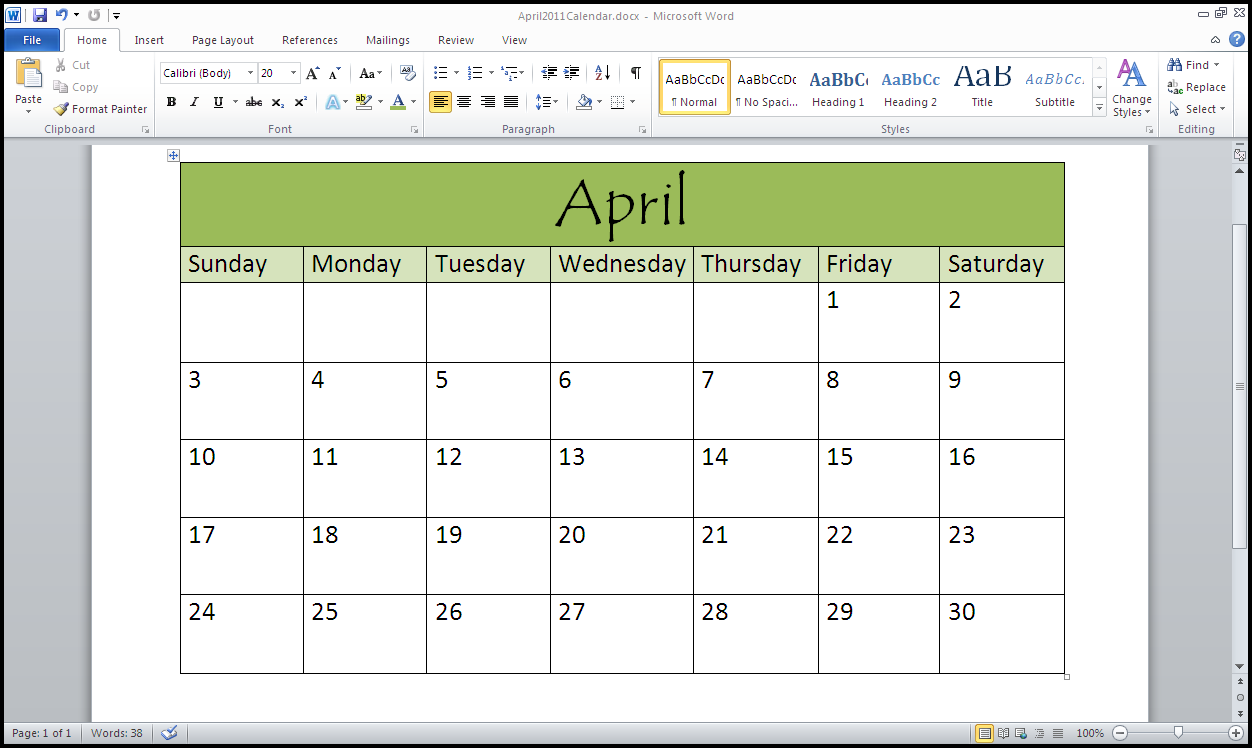 April2011Calendar.docx - Microsoft Word
File Home Insert Page Layout References Mailings Review View
Paste
Cut
Copy
Format Painter
Clipboard
Calibri (Body) 20
Font
Paragraph
AaBbCcDc AaBbCcDc AaBbC AaBbCc AaB AaBbCc.
¶ Normal ¶ No Spaci... Heading 1 Heading 2 Title Subtitle
Change Styles
Styles
Find
Replace
Select
Editing
April
Sunday Monday Tuesday Wednesday Thursday Friday Saturday
1 2
3 4 5 6 7 8 9
10 11 12 13 14 15 16
17 18 19 20 21 22 23
24 25 26 27 28 29 30
Page: 1 of 1 Words: 38 100%